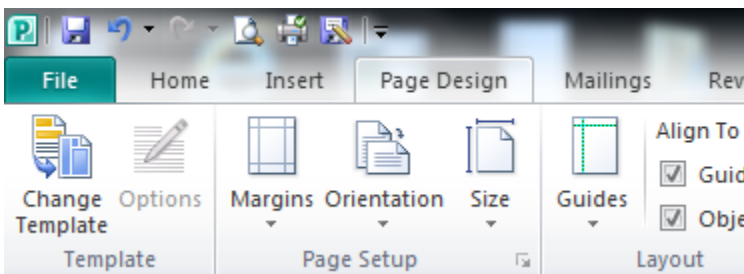 File Home Insert Page Design Mailings
Align To
Change Template Options Margins Orientation Size Guides
Template Page Setup Layout